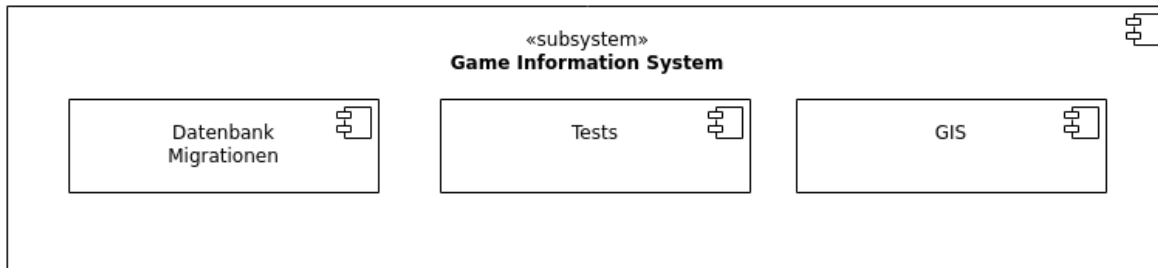 «subsystem»
Game Information System
Datenbank
Migrationen
Tests
GIS